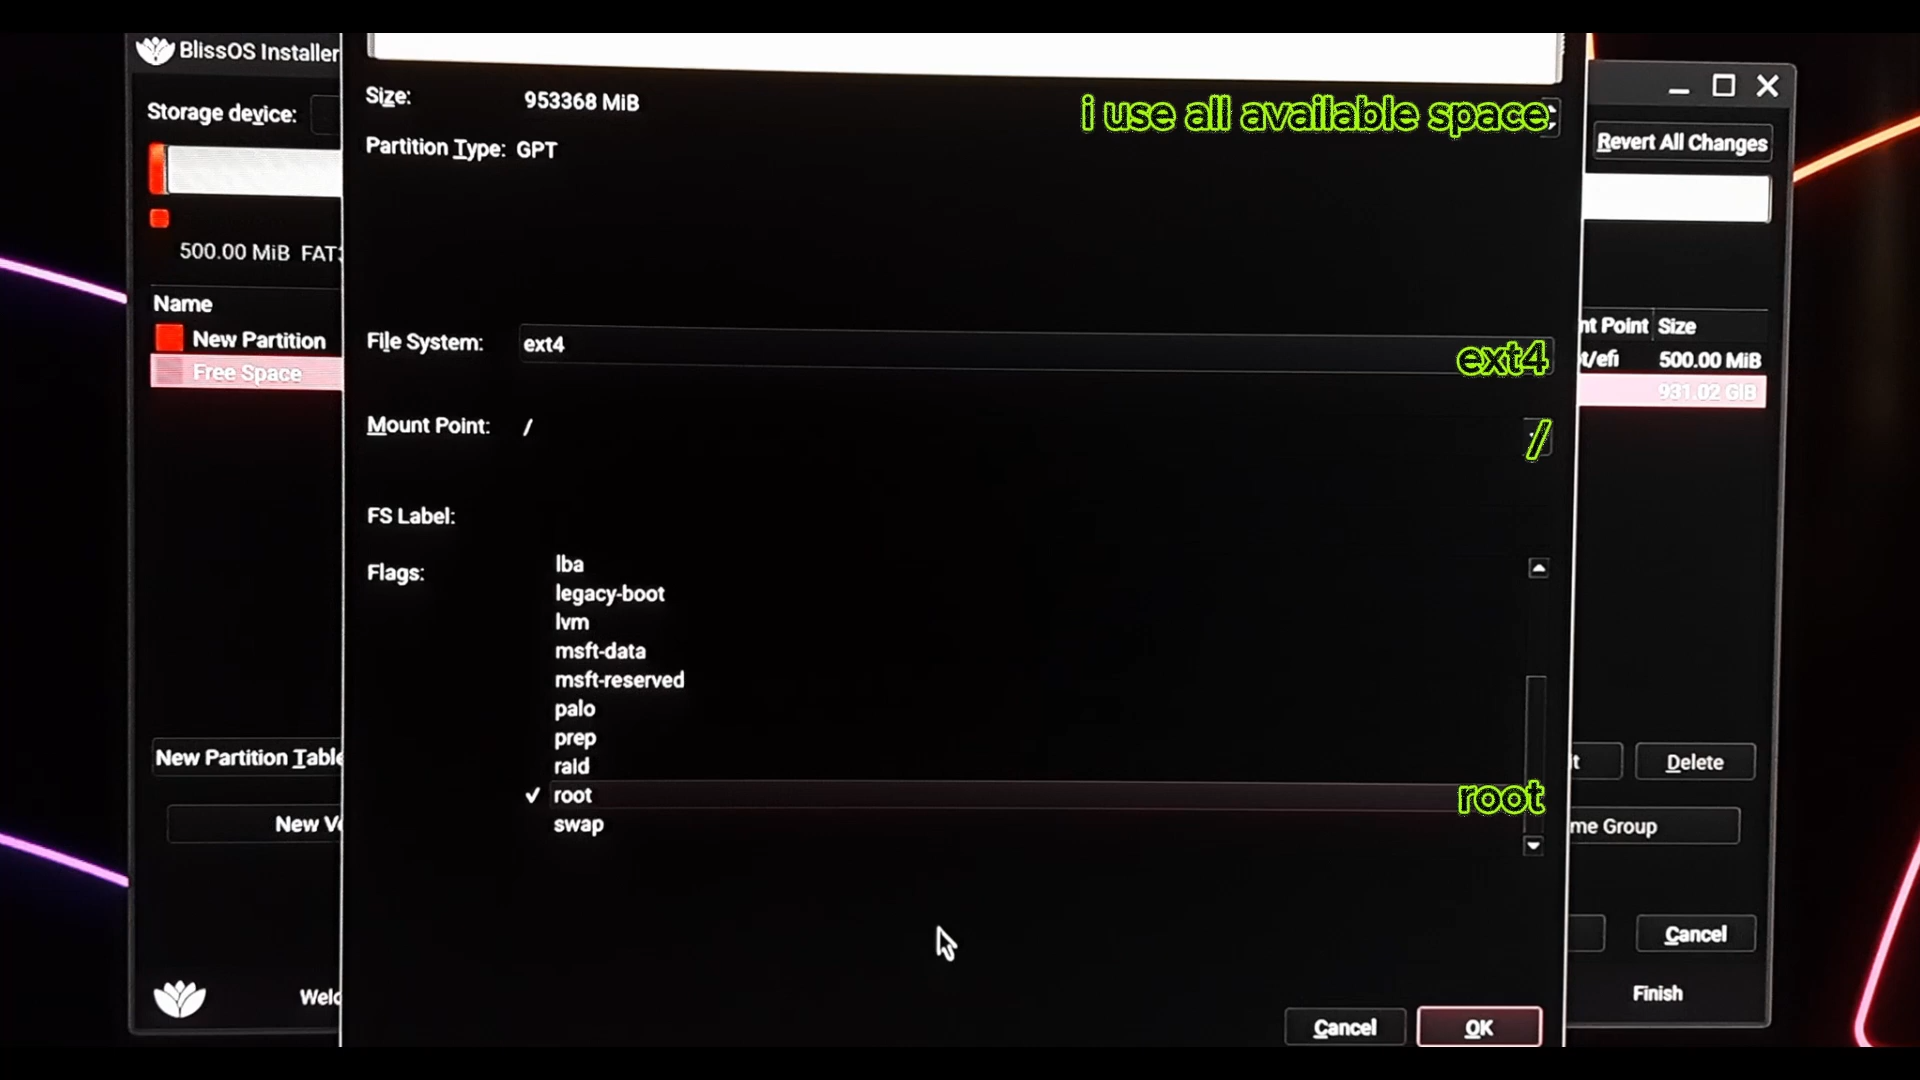 BlissOS Installer
Size: 953368 MiB
i use all available space
Storage device:
Revert All Changes
Partition Type: GPT
500.00 MiB FAT3
Name
nt Point Size
New Partition
File System: ext4
ext4
t/efi 500.00 MiB
Free Space
931.02 GiB
Mount Point: /
/
FS Label:
Flags:
lba
legacy-boot
lvm
msft-data
msft-reserved
palo
prep
raid
root
root
swap
New Partition Table
Delete
New Vo
me Group
Cancel
Welc
Finish
Cancel
OK